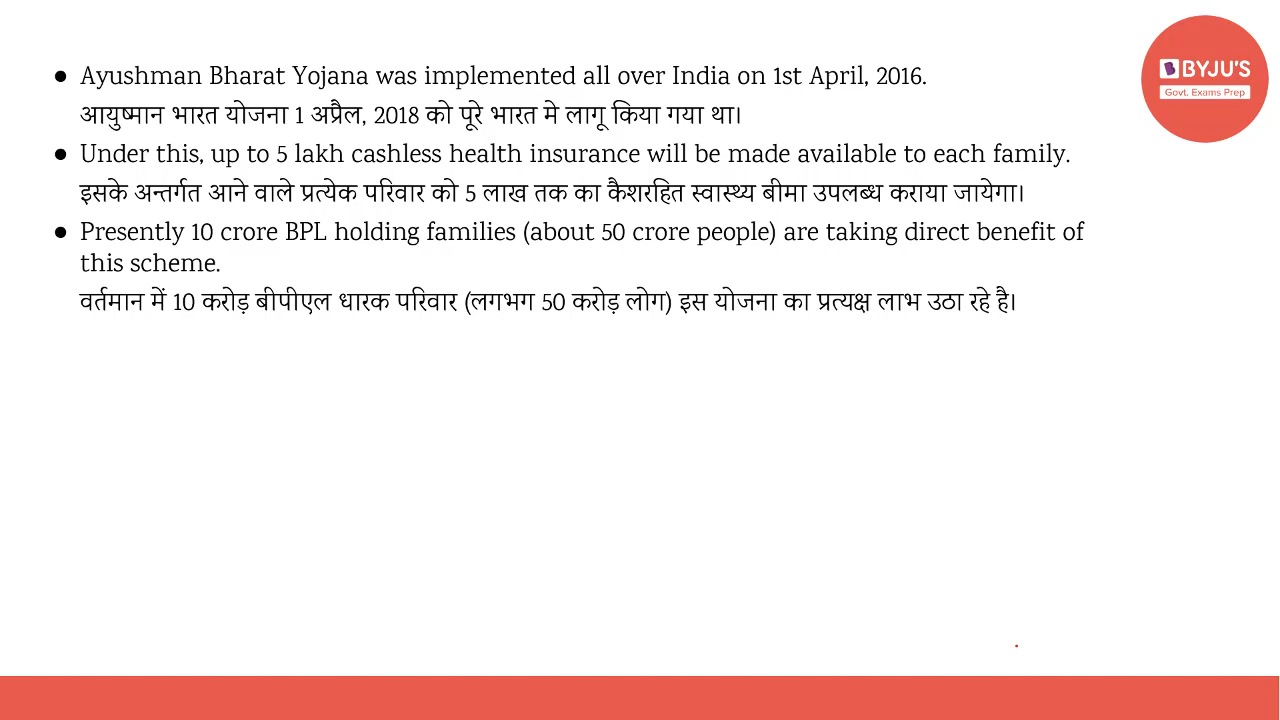 ● Ayushman Bharat Yojana was implemented all over India on 1st April, 2016.
आयुष्मान भारत योजना 1 अप्रैल, 2018 को पूरे भारत मे लागू किया गया था।
● Under this, up to 5 lakh cashless health insurance will be made available to each family.
इसके अन्तर्गत आने वाले प्रत्येक परिवार को 5 लाख तक का कैशरहित स्वास्थ्य बीमा उपलब्ध कराया जायेगा।
● Presently 10 crore BPL holding families (about 50 crore people) are taking direct benefit of
this scheme.
वर्तमान में 10 करोड़ बीपीएल धारक परिवार (लगभग 50 करोड़ लोग) इस योजना का प्रत्यक्ष लाभ उठा रहे है।
BYJU'S
Govt. Exams Prep